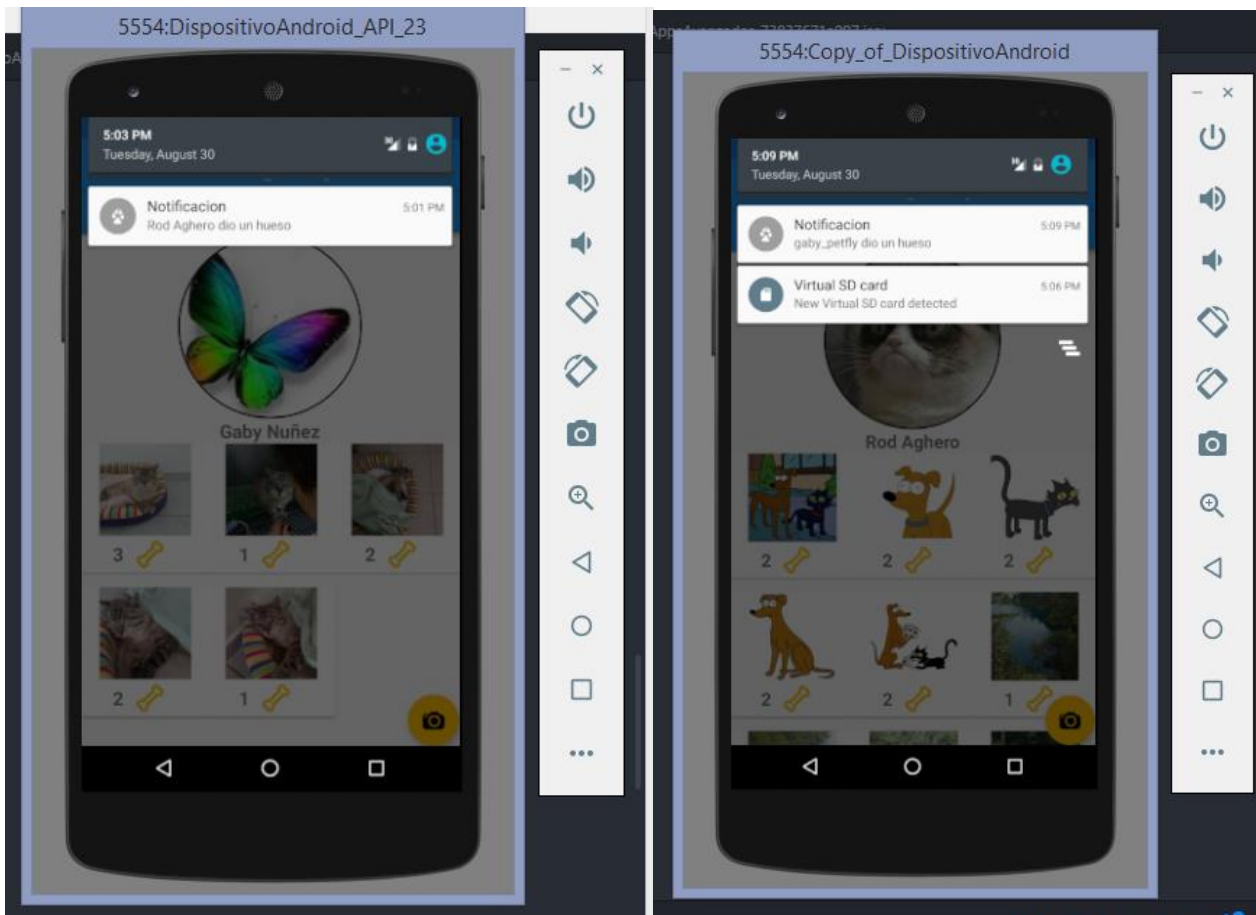 5554:DispositivoAndroid_API_23
5:03 PM
Tuesday, August 30
Notificacion
5:01 PM
Rod Aghero dio un hueso
Gaby Nuñez
3
1
2
2
1
5554:Copy_of_DispositivoAndroid
5:09 PM
Tuesday, August 30
Notificacion
5:09 PM
gaby_petfly dio un hueso
Virtual SD card
5:06 PM
New Virtual SD card detected
Rod Aghero
2
2
2
2
2
1